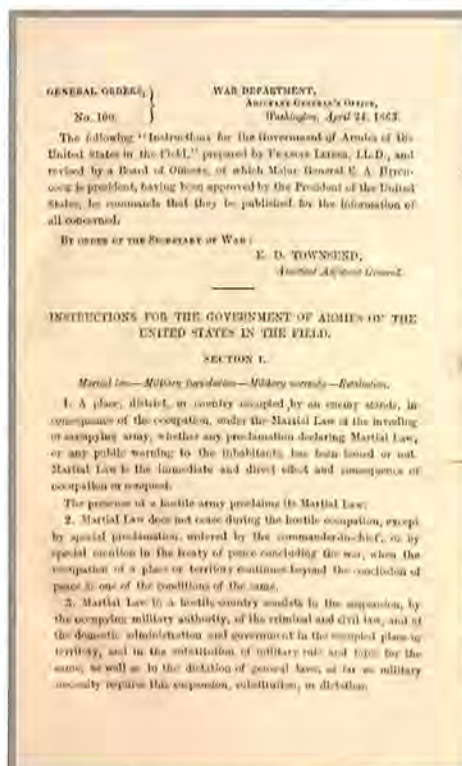 GENERAL ORDERS, } WAR DEPARTMENT,
ADJUTANT GENERAL'S OFFICE,
No. 100. Washington, April 24, 1863.
The following "Instructions for the Government of Armies of the
United States in the Field," prepared by FRANCIS LIEBER, LL.D., and
revised by a Board of Officers, of which Major General E. A. HITCH-
COCK is president, having been approved by the President of the United
States, he commands that they be published for the information of
all concerned.
BY ORDER OF THE SECRETARY OF WAR:
E. D. TOWNSEND,
Assistant Adjutant General.
INSTRUCTIONS FOR THE GOVERNMENT OF ARMIES OF THE
UNITED STATES IN THE FIELD.
SECTION I.
Martial law—Military jurisdiction—Military necessity—Retaliation.
1. A place, district, or country occupied by an enemy stands, in
consequence of the occupation, under the Martial Law of the invading
or occupying army, whether any proclamation declaring Martial Law,
or any public warning to the inhabitants, has been issued or not.
Martial Law is the immediate and direct effect and consequence of
occupation or conquest.
The presence of a hostile army proclaims its Martial Law.
2. Martial Law does not cease during the hostile occupation, except
by special proclamation, ordered by the commander-in-chief, or by
special mention in the treaty of peace concluding the war, when the
occupation of a place or territory continues beyond the conclusion of
peace as one of the conditions of the same.
3. Martial Law in a hostile country consists in the suspension, by
the occupying military authority, of the criminal and civil law, and of
the domestic administration and government in the occupied place or
territory, and in the substitution of military rule and force for the
same, as well as in the dictation of general laws, as far as military
necessity requires this suspension, substitution, or dictation.